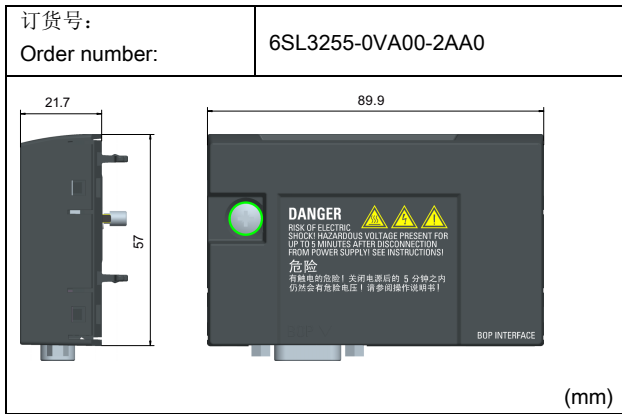 订货号：
Order number:
6SL3255-0VA00-2AA0
21.7
89.9
57
DANGER
RISK OF ELECTRIC
SHOCK! HAZARDOUS VOLTAGE PRESENT FOR
UP TO 5 MINUTES AFTER DISCONNECTION
FROM POWER SUPPLY! SEE INSTRUCTIONS!
危险
有触电的危险！关闭电源后的 5 分钟之内
仍然会有危险电压！请参阅操作说明书！
BOP INTERFACE
(mm)